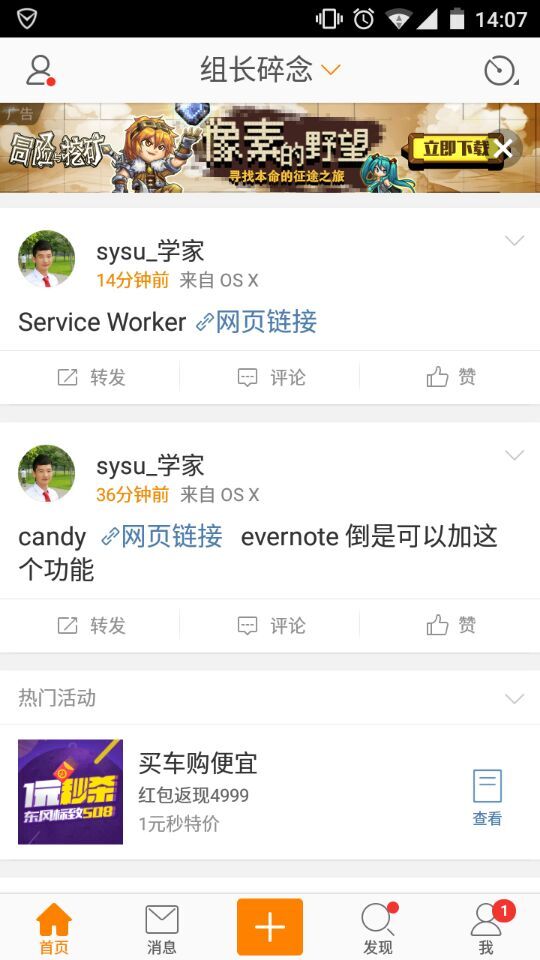 14:07
组长碎念
广告
冒险与挖矿
像素的野望
寻找本命的征途之旅
立即下载
sysu_学家
14分钟前 来自 OS X
Service Worker 网页链接
转发 评论 赞
sysu_学家
36分钟前 来自 OS X
candy 网页链接 evernote 倒是可以加这
个功能
转发 评论 赞
热门活动
1元秒杀
东风标致508
买车购便宜
红包返现4999
1元秒特价
查看
1
首页 消息 发现 我